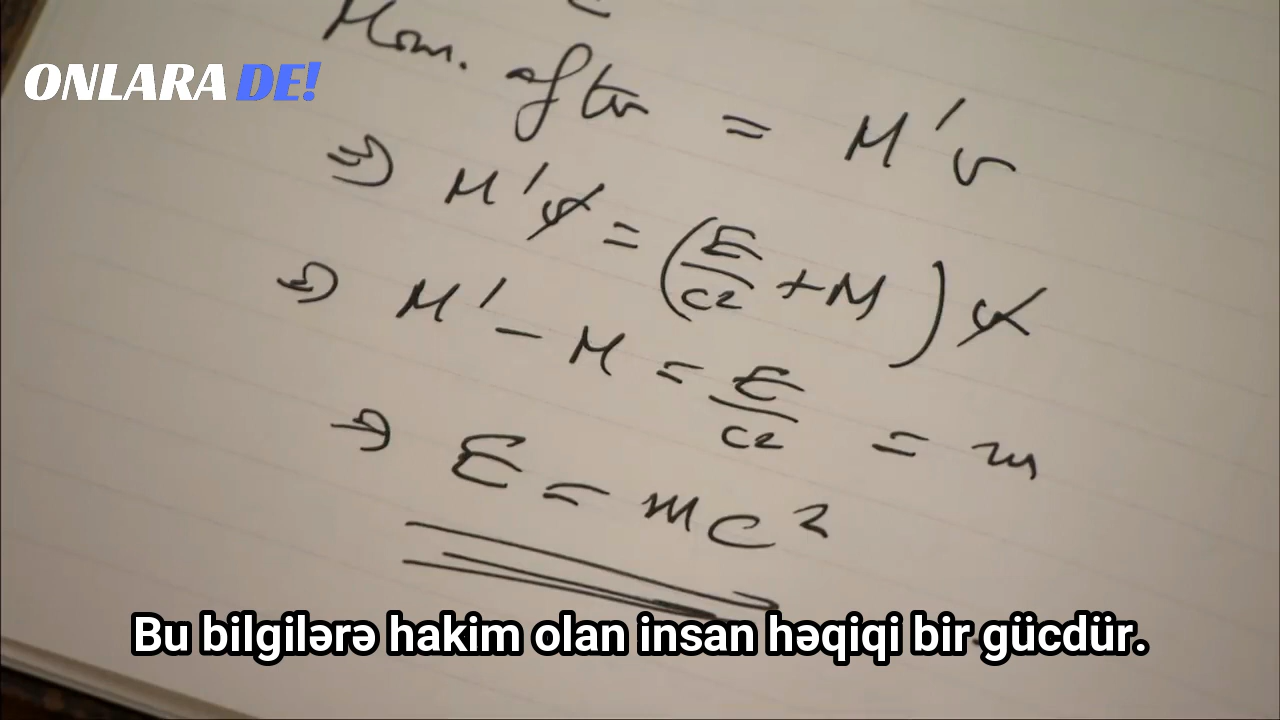 Mom. after = M'v
ONLARA DE!
⇒ M'v = (E/c2 + M) v
⇒ M' - M = E/c2 = m
→ E = mc²
Bu bilgilərə hakim olan insan həqiqi bir gücdür.